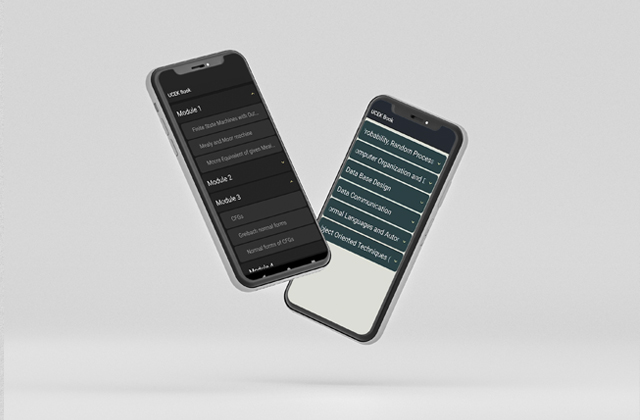 UCEK Book
Module 1
Finite State Machines with Out...
Mealy and Moor machine
Moore Equivalent of given Meal...
Module 2
Module 3
CFGs
Greiback normal forms
Normal forms of CFGs
Module 4
UCEK Book
robability, Random Process
omputer Organization and D
Data Base Design
Data Communication
ormal Languages and Autor
bject Oriented Techniques (